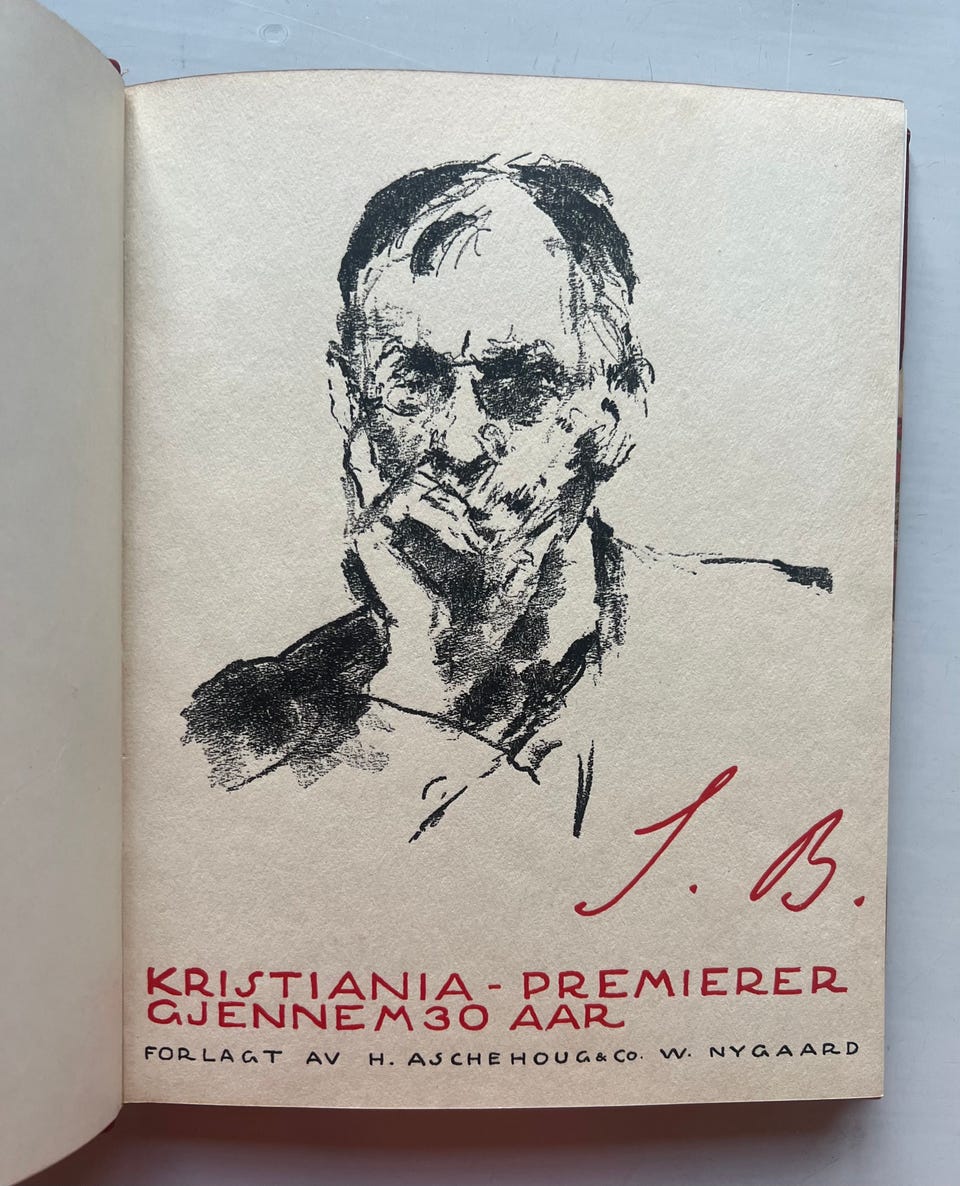 S. B.
KRISTIANIA - PREMIERER
GJENNEM 30 AAR
FORLAGT AV H. ASCHEHOUG & CO. W. NYGAARD